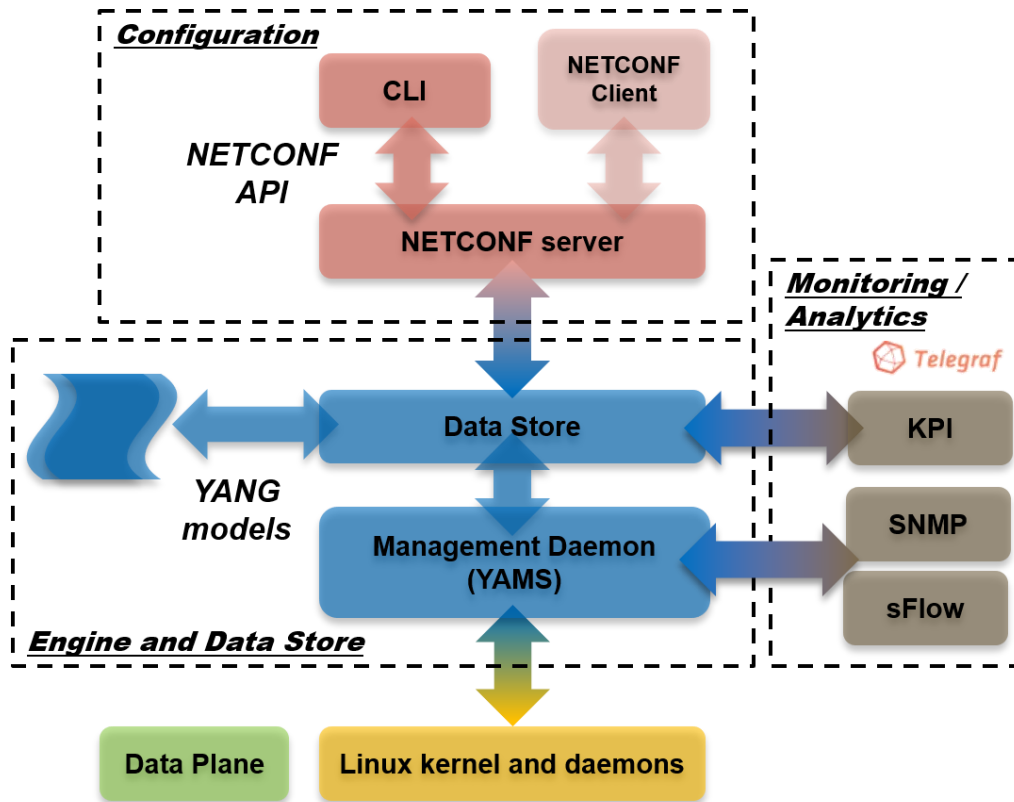 Configuration
CLI
NETCONF
Client
NETCONF
API
NETCONF server
Monitoring /
Analytics
Telegraf
Data Store
KPI
YANG
models
Management Daemon
(YAMS)
SNMP
sFlow
Engine and Data Store
Data Plane
Linux kernel and daemons